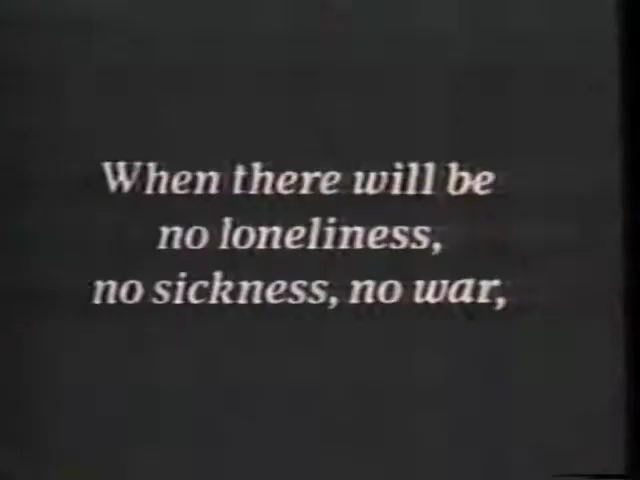 When there will be
no loneliness,
no sickness, no war,